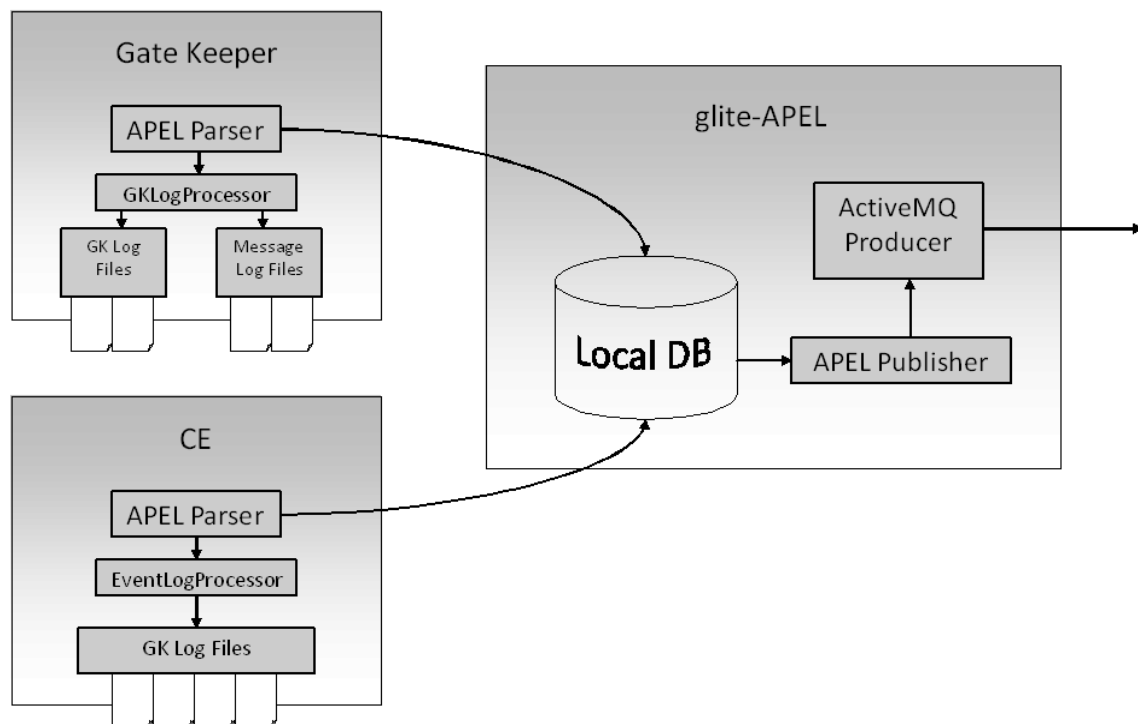 Gate Keeper
APEL Parser
GKLogProcessor
GK Log
Files
Message
Log Files
CE
APEL Parser
EventLogProcessor
GK Log Files
glite-APEL
ActiveMQ
Producer
Local DB
APEL Publisher